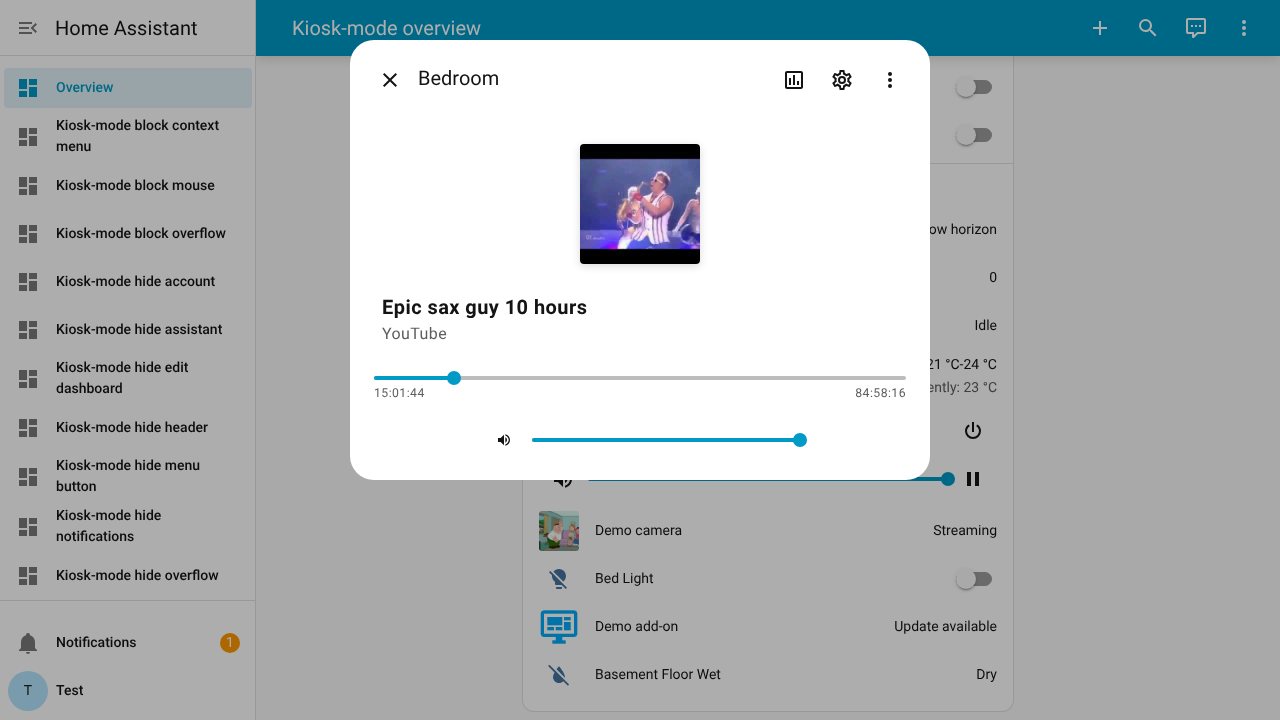 Home Assistant
Kiosk-mode overview
Overview
Kiosk-mode block context
menu
Kiosk-mode block mouse
Kiosk-mode block overflow
Kiosk-mode hide account
Kiosk-mode hide assistant
Kiosk-mode hide edit
dashboard
Kiosk-mode hide header
Kiosk-mode hide menu
button
Kiosk-mode hide
notifications
Kiosk-mode hide overflow
Notifications
1
T
Test
Bedroom
Epic sax guy 10 hours
YouTube
15:01:44
84:58:16
ow horizon
0
Idle
21 °C-24 °C
ently: 23 °C
Demo camera
Streaming
Bed Light
Demo add-on
Update available
Basement Floor Wet
Dry